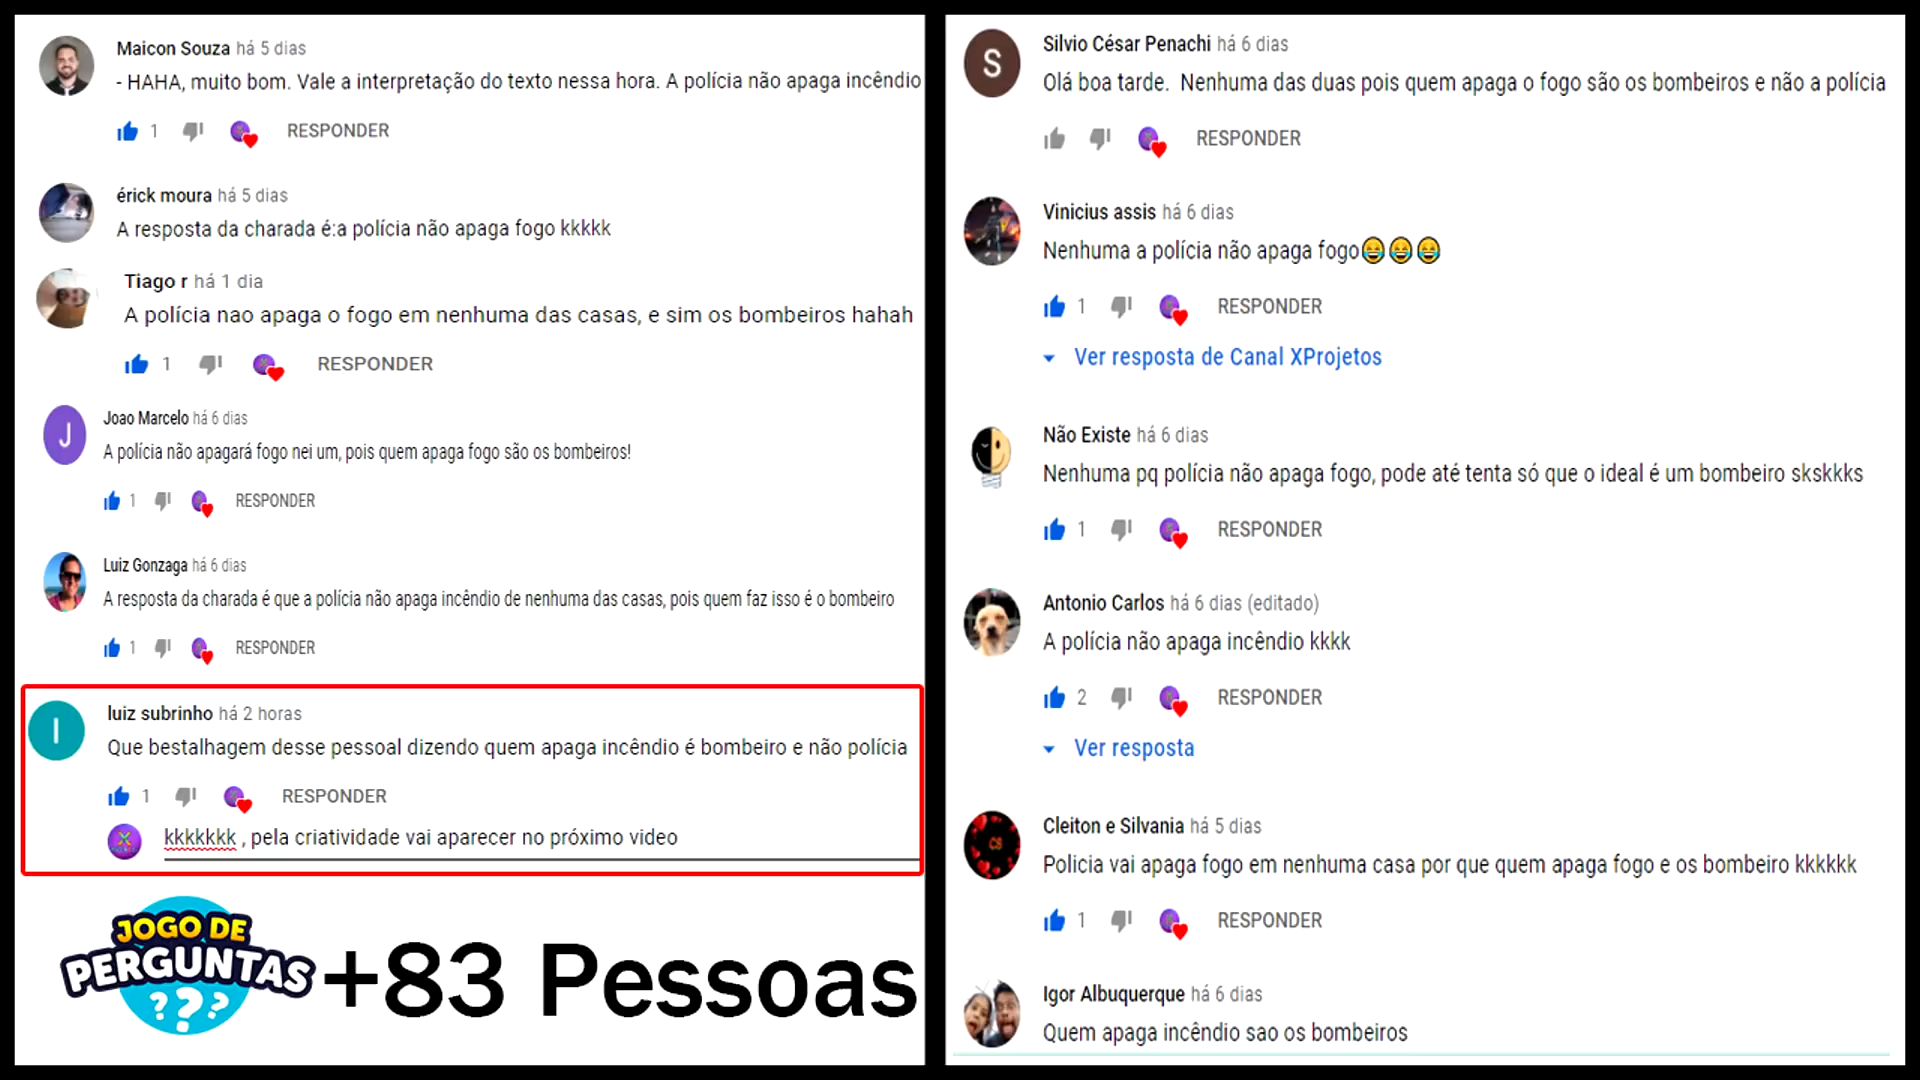 Maicon Souza há 5 dias
- HAHA, muito bom. Vale a interpretação do texto nessa hora. A polícia não apaga incêndio
1 RESPONDER
érick moura há 5 dias
A resposta da charada é:a polícia não apaga fogo kkkkk
Tiago r há 1 dia
A polícia nao apaga o fogo em nenhuma das casas, e sim os bombeiros hahah
1 RESPONDER
J
Joao Marcelo há 6 dias
A polícia não apagará fogo nei um, pois quem apaga fogo são os bombeiros!
1 RESPONDER
Luiz Gonzaga há 6 dias
A resposta da charada é que a polícia não apaga incêndio de nenhuma das casas, pois quem faz isso é o bombeiro
1 RESPONDER
l
luiz subrinho há 2 horas
Que bestalhagem desse pessoal dizendo quem apaga incêndio é bombeiro e não polícia
1 RESPONDER
X
kkkkkkk , pela criatividade vai aparecer no próximo video
JOGO DE
PERGUNTAS
???
+83 Pessoas
S
Silvio César Penachi há 6 dias
Olá boa tarde.  Nenhuma das duas pois quem apaga o fogo são os bombeiros e não a polícia
RESPONDER
Vinicius assis há 6 dias
Nenhuma a polícia não apaga fogo😂😂😂
1 RESPONDER
Ver resposta de Canal XProjetos
Não Existe há 6 dias
Nenhuma pq polícia não apaga fogo, pode até tenta só que o ideal é um bombeiro skskkks
1 RESPONDER
Antonio Carlos há 6 dias (editado)
A polícia não apaga incêndio kkkk
2 RESPONDER
Ver resposta
CS
Cleiton e Silvania há 5 dias
Policia vai apaga fogo em nenhuma casa por que quem apaga fogo e os bombeiro kkkkkk
1 RESPONDER
Igor Albuquerque há 6 dias
Quem apaga incêndio sao os bombeiros